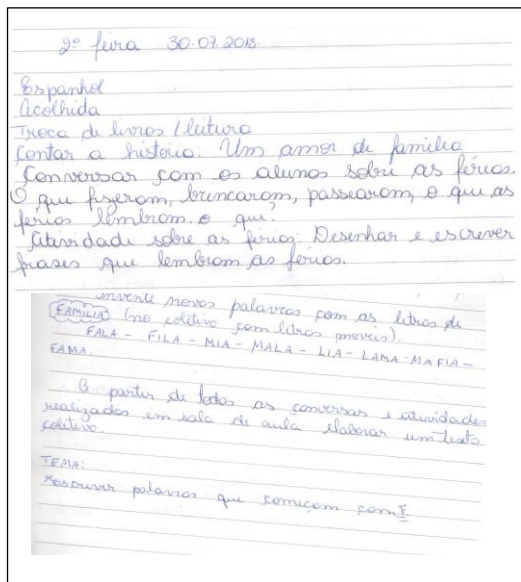 2ª feira 30.07.2018.
Espanhol
Acolhida
Troca de livros / leitura
Contar a história: Um amor de família
Conversar com os alunos sobre as férias.
O que fizeram, brincaram, passearam, o que as
férias lembram o que?
Atividade sobre as férias: Desenhar e escrever
frases que lembram as férias.
invente novas palavras com as letras de
FAMÍLIA (no coletivo com letras móveis).
FALA - FILA - MIA - MALA - LIA - LAMA - MAFIA -
FAMA.
A partir de todas as conversas e atividades
realizadas em sala de aula elaborar um texto
coletivo.
TEMA:
escrever palavras que começam com F